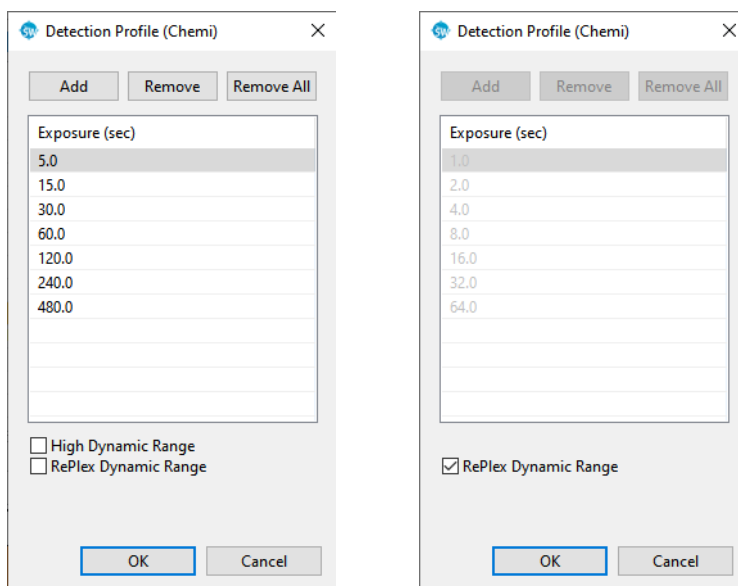 SW Detection Profile (Chemi)
Add Remove Remove All
Exposure (sec)
5.0
15.0
30.0
60.0
120.0
240.0
480.0
High Dynamic Range
RePlex Dynamic Range
OK Cancel
SW Detection Profile (Chemi)
Add Remove Remove All
Exposure (sec)
1.0
2.0
4.0
8.0
16.0
32.0
64.0
RePlex Dynamic Range
OK Cancel